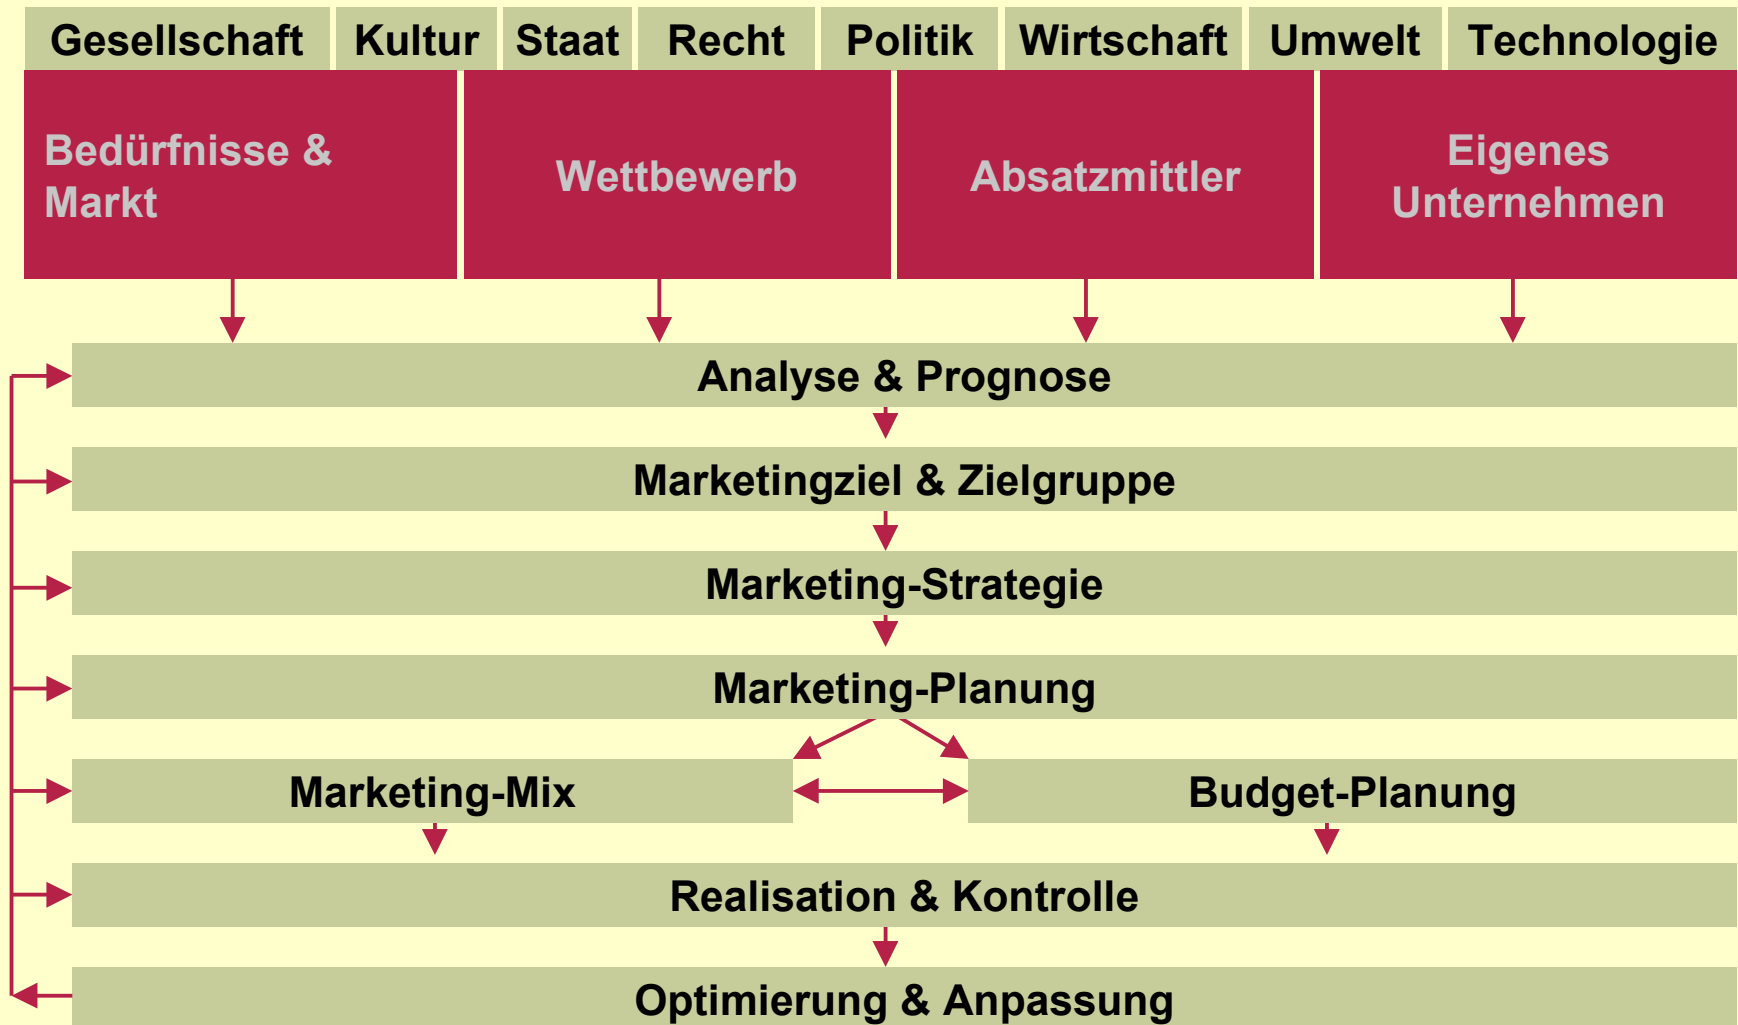 Gesellschaft Kultur Staat Recht Politik Wirtschaft Umwelt Technologie
Bedürfnisse &
Markt
Wettbewerb
Absatzmittler
Eigenes
Unternehmen
Analyse & Prognose
Marketingziel & Zielgruppe
Marketing-Strategie
Marketing-Planung
Marketing-Mix
Budget-Planung
Realisation & Kontrolle
Optimierung & Anpassung